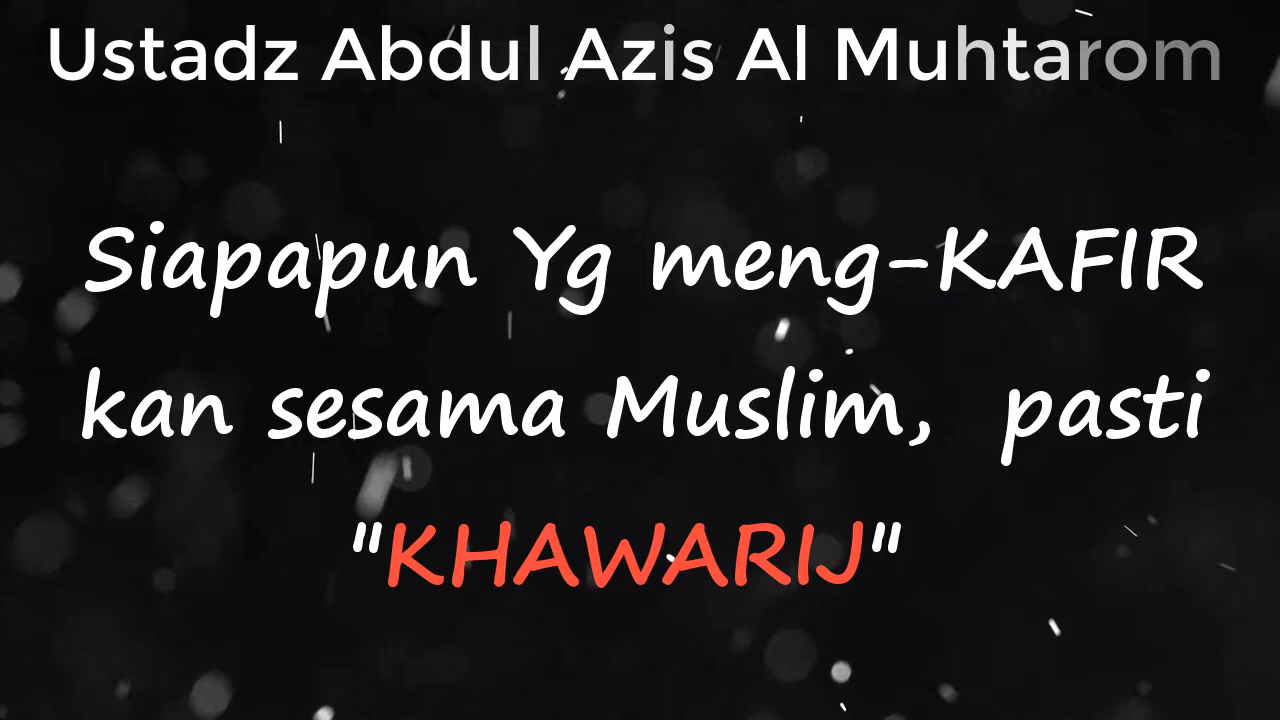 Ustadz Abdul Azis Al Muhtarom
Siapapun Yg meng-KAFIR
kan sesama Muslim, pasti
"KHAWARIJ"